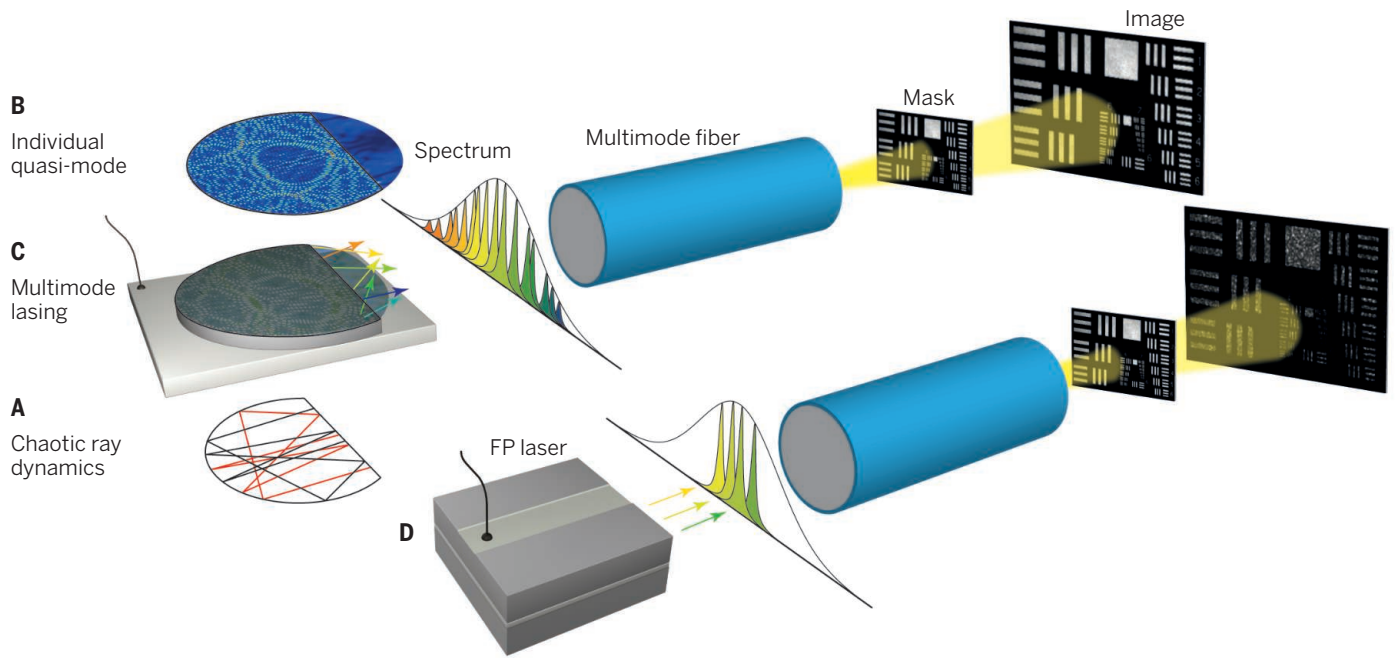 Image
Mask
B
Individual
quasi-mode
Spectrum
Multimode fiber
C
Multimode
lasing
A
Chaotic ray
dynamics
FP laser
D